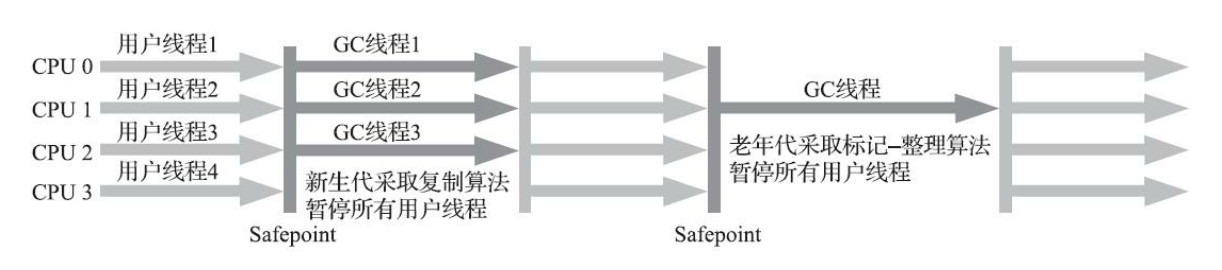 用户线程1
GC线程1
CPU 0
用户线程2
GC线程2
GC线程
CPU 1
用户线程3
GC线程3
CPU 2
老年代采取标记–整理算法
暂停所有用户线程
用户线程4
CPU 3
新生代采取复制算法
暂停所有用户线程
Safepoint
Safepoint